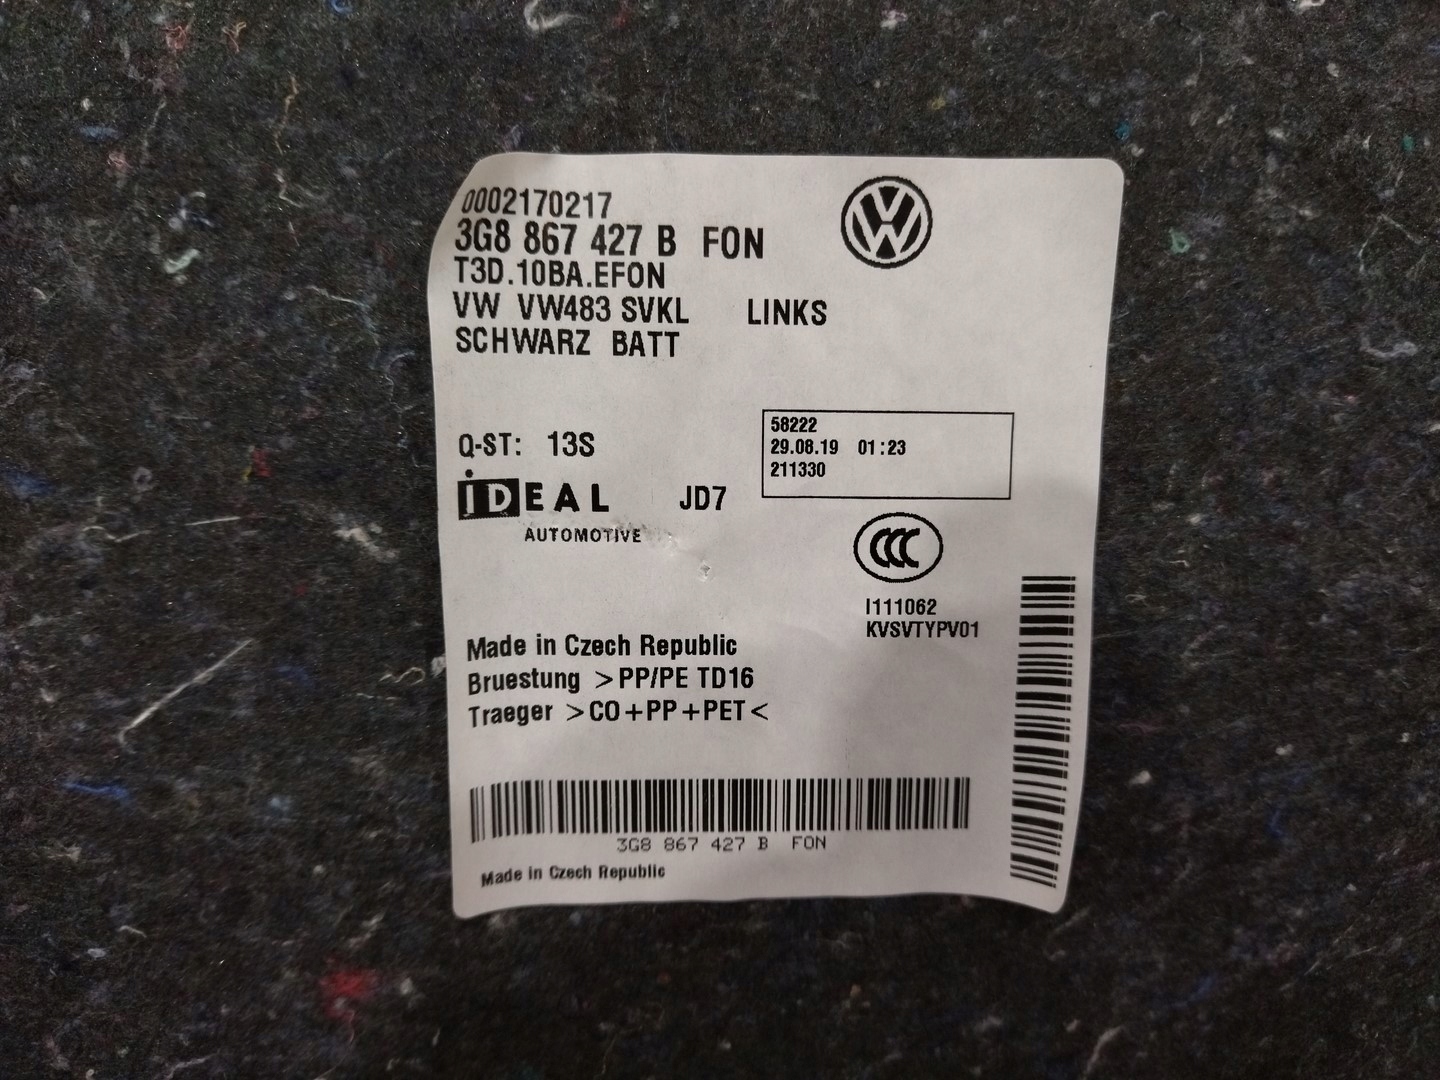 0002170217
3G8 867 427 B FON
T3D.10BA.EFON
VW VW483 SVKL LINKS
SCHWARZ BATT
58222
29.08.19 01:23
211330
Q-ST: 13S
iDEAL JD7
AUTOMOTIVE
CCC
I111062
KVSVTYPV01
Made in Czech Republic
Bruestung >PP/PE TD16
Traeger >CO+PP+PET<
3G8 867 427 B FON
Made in Czech Republic